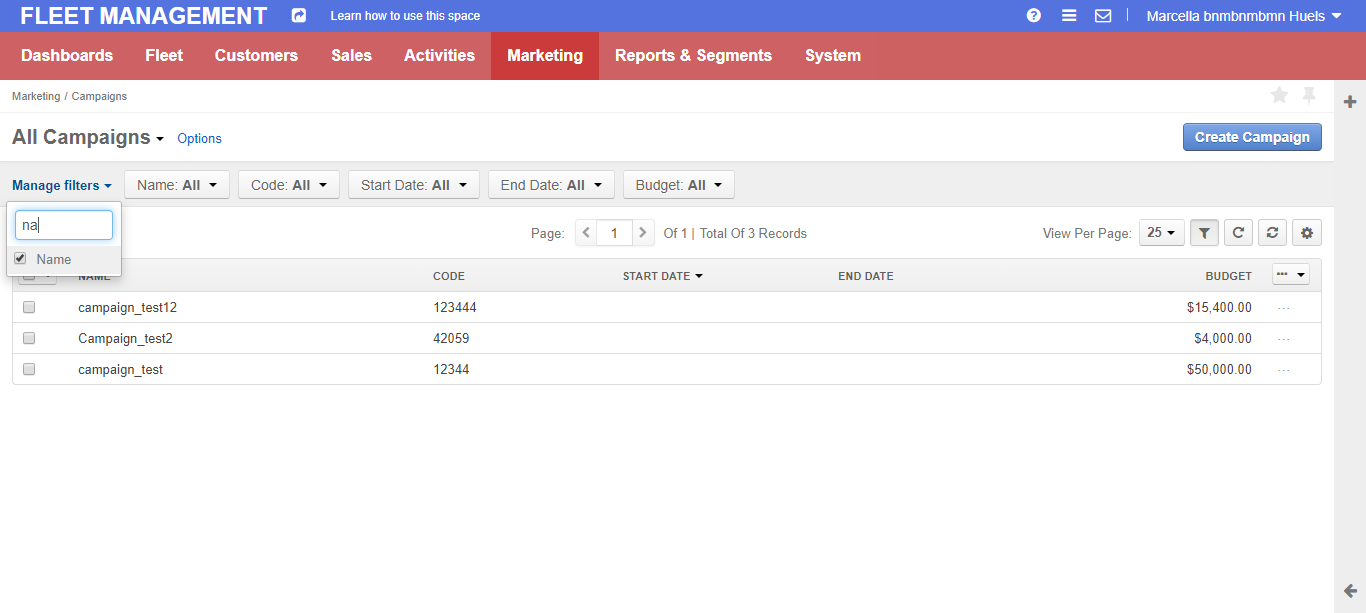 FLEET MANAGEMENT Learn how to use this space ? Marcella bnmbnmbmn Huels
Dashboards Fleet Customers Sales Activities Marketing Reports & Segments System
Marketing / Campaigns
All Campaigns Options Create Campaign
Manage filters Name: All Code: All Start Date: All End Date: All Budget: All
na
Page: 1 Of 1 | Total Of 3 Records View Per Page: 25
Name
NAME CODE START DATE END DATE BUDGET
campaign_test12 123444 $15,400.00
Campaign_test2 42059 $4,000.00
campaign_test 12344 $50,000.00